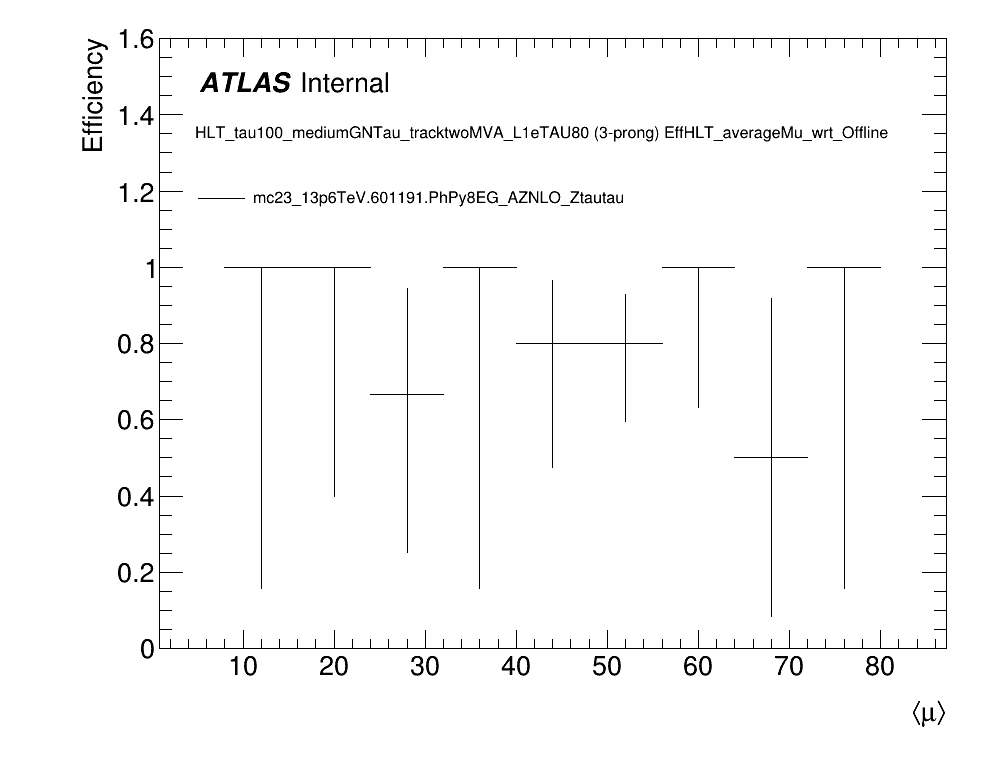 1.6
1.4
1.2
1
0.8
0.6
0.4
0.2
0
Efficiency
ATLAS Internal
HLT_tau100_mediumGNTau_tracktwoMVA_L1eTAU80 (3-prong) EffHLT_averageMu_wrt_Offline
mc23_13p6TeV.601191.PhPy8EG_AZNLO_Ztautau
10 20 30 40 50 60 70 80
⟨μ⟩